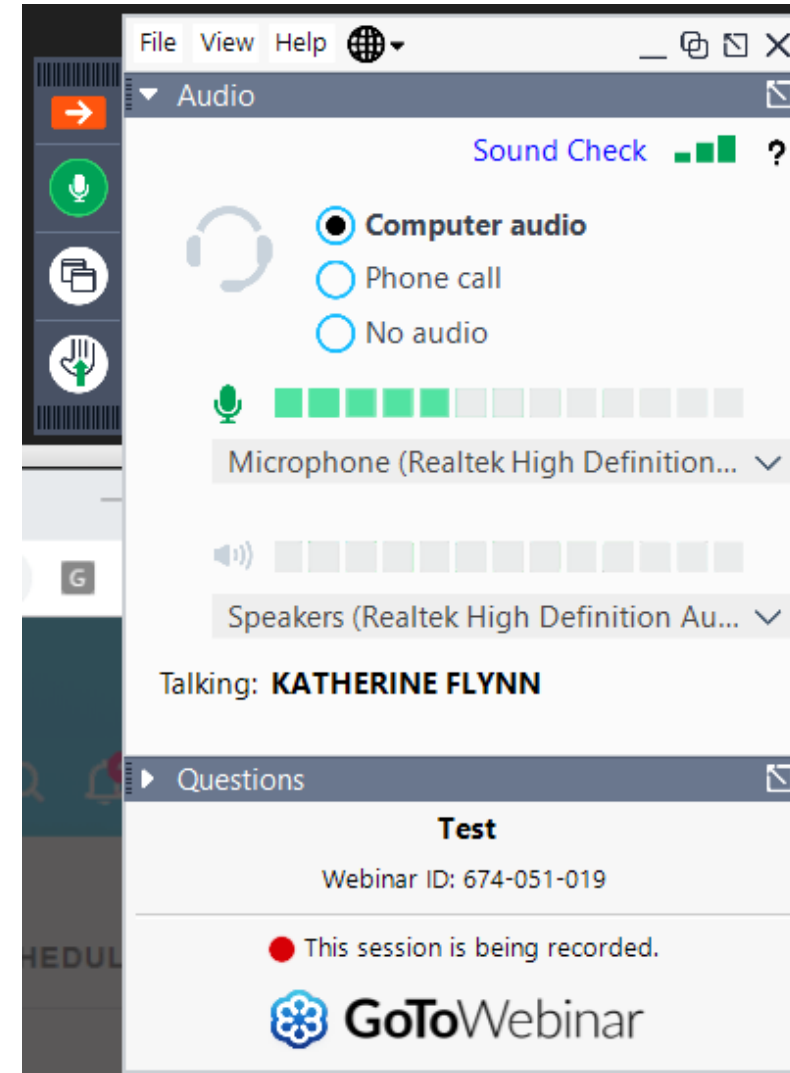 File View Help
Audio
Sound Check ?
Computer audio
Phone call
No audio
Microphone (Realtek High Definition...
Speakers (Realtek High Definition Au...
G
Talking: KATHERINE FLYNN
Questions
Test
Webinar ID: 674-051-019
HEDUL
This session is being recorded.
GoToWebinar